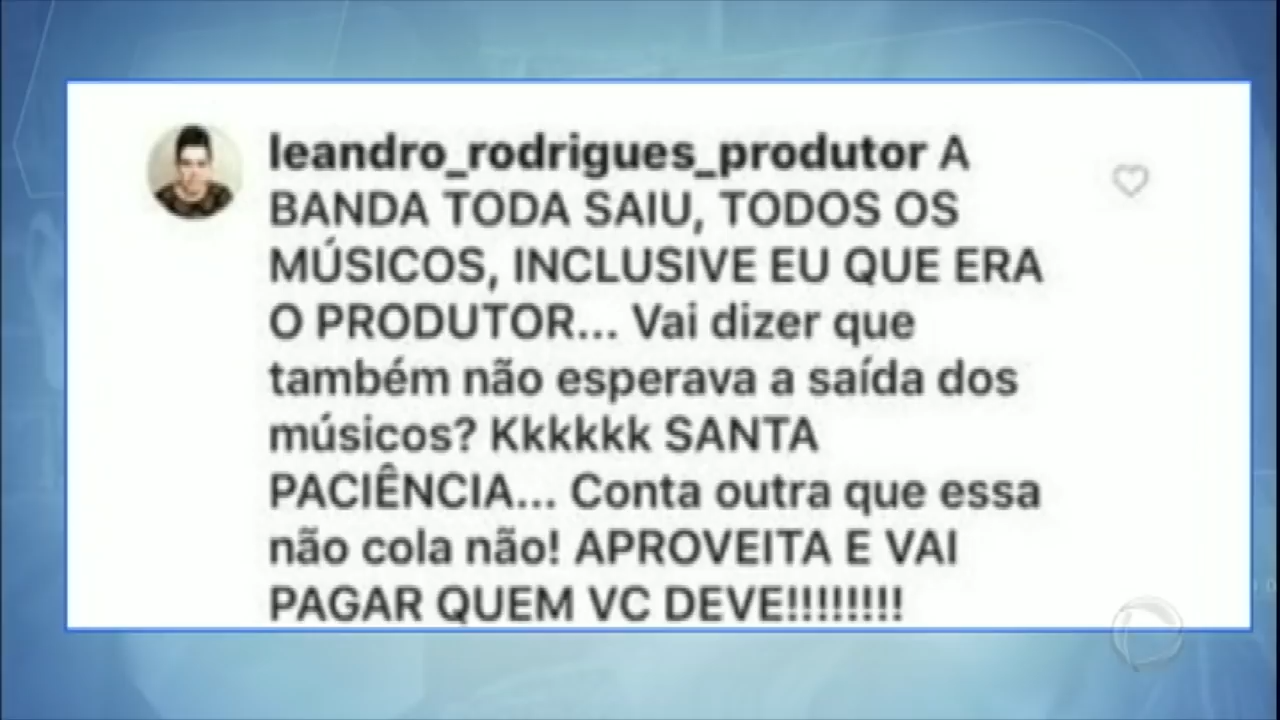 leandro_rodrigues_produtor A
BANDA TODA SAIU, TODOS OS
MÚSICOS, INCLUSIVE EU QUE ERA
O PRODUTOR... Vai dizer que
também não esperava a saída dos
músicos? Kkkkkk SANTA
PACIÊNCIA... Conta outra que essa
não cola não! APROVEITA E VAI
PAGAR QUEM VC DEVE!!!!!!!!